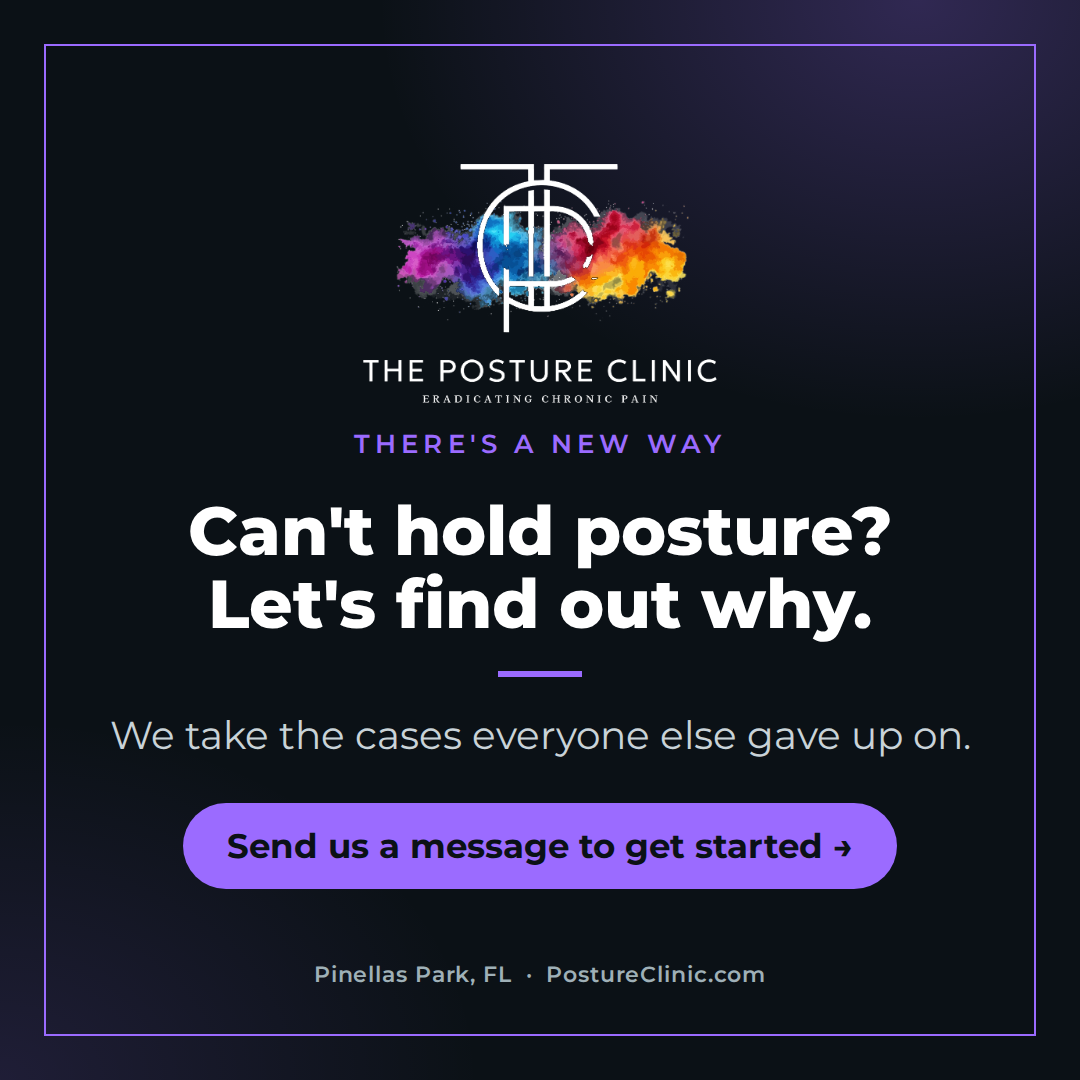 THE POSTURE CLINIC
ERADICATING CHRONIC PAIN
THERE'S A NEW WAY
Can't hold posture?
Let's find out why.
We take the cases everyone else gave up on.
Send us a message to get started →
Pinellas Park, FL · PostureClinic.com